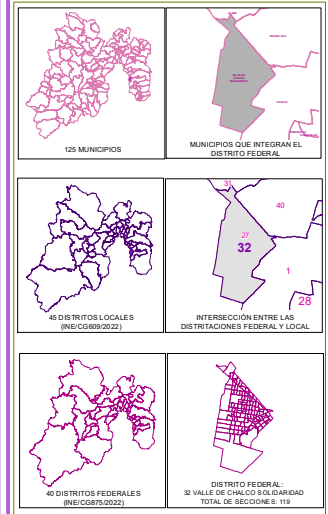 125 MUNICIPIOS
MUNICIPIOS QUE INTEGRAN EL
DISTRITO FEDERAL
31
40
27
32
1
28
45 DISTRITOS LOCALES
(INE/CG609/2022)
INTERSECCIÓN ENTRE LAS
DISTRITACIONES FEDERAL Y LOCAL
40 DISTRITOS FEDERALES
(INE/CG875/2022)
DISTRITO FEDERAL:
32 VALLE DE CHALCO SOLIDARIDAD
TOTAL DE SECCIONES: 119